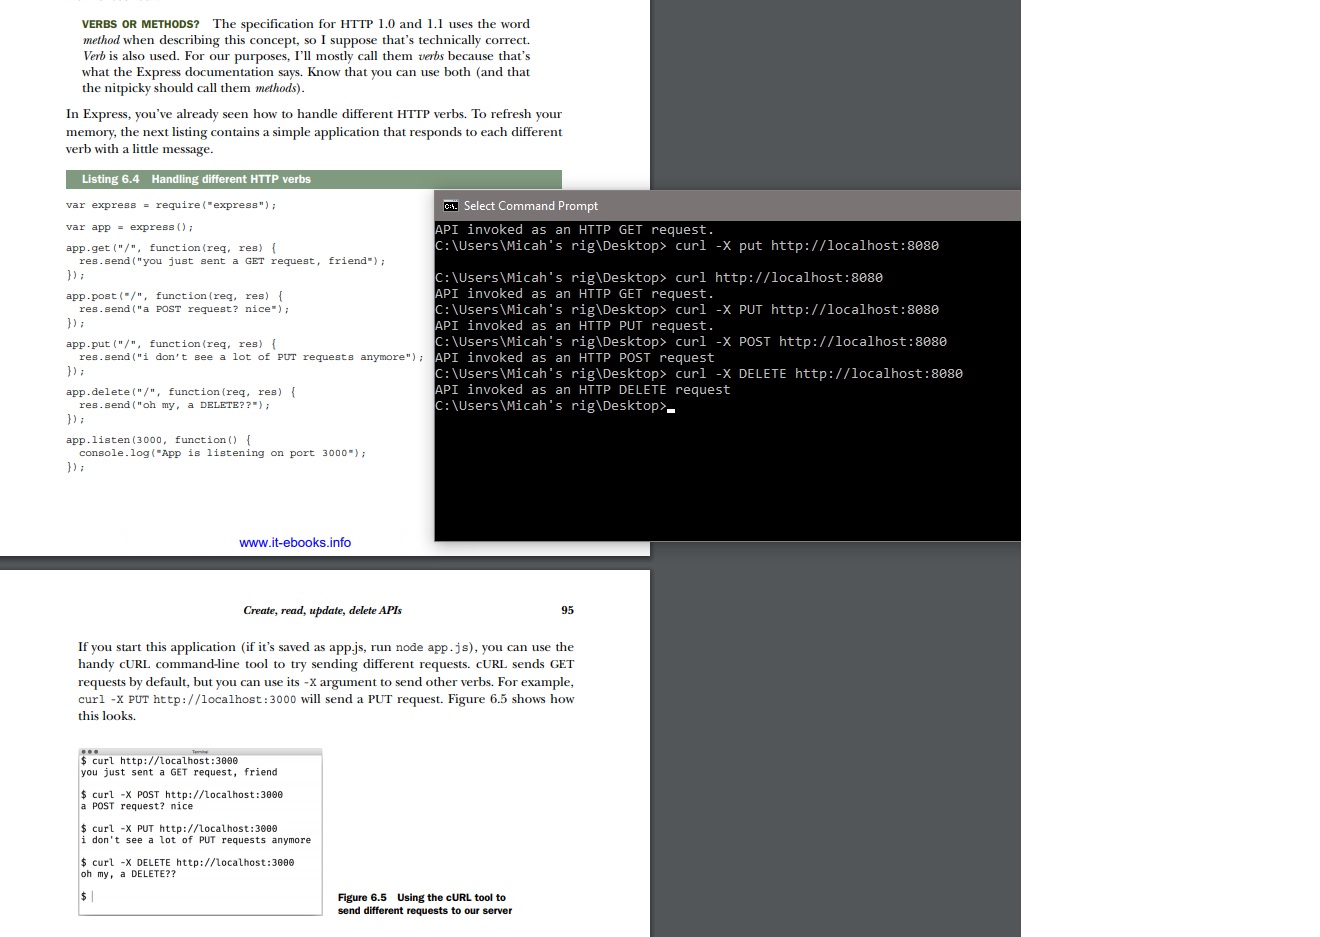 VERBS OR METHODS? The specification for HTTP 1.0 and 1.1 uses the word
method when describing this concept, so I suppose that's technically correct.
Verb is also used. For our purposes, I'll mostly call them verbs because that's
what the Express documentation says. Know that you can use both (and that
the nitpicky should call them methods).
In Express, you've already seen how to handle different HTTP verbs. To refresh your
memory, the next listing contains a simple application that responds to each different
verb with a little message.
Listing 6.4 Handling different HTTP verbs
var express = require("express");
var app = express();
app.get("/", function(req, res) {
res.send("you just sent a GET request, friend");
});
app.post("/", function(req, res) {
res.send("a POST request? nice");
});
app.put("/", function(req, res) {
res.send("i don't see a lot of PUT requests anymore");
});
app.delete("/", function(req, res) {
res.send("oh my, a DELETE??");
});
app.listen(3000, function() {
console.log("App is listening on port 3000");
});
www.it-ebooks.info
Select Command Prompt
API invoked as an HTTP GET request.
C:\Users\Micah's rig\Desktop> curl -X put http://localhost:8080
C:\Users\Micah's rig\Desktop> curl http://localhost:8080
API invoked as an HTTP GET request.
C:\Users\Micah's rig\Desktop> curl -X PUT http://localhost:8080
API invoked as an HTTP PUT request.
C:\Users\Micah's rig\Desktop> curl -X POST http://localhost:8080
API invoked as an HTTP POST request
C:\Users\Micah's rig\Desktop> curl -X DELETE http://localhost:8080
API invoked as an HTTP DELETE request
C:\Users\Micah's rig\Desktop>
Create, read, update, delete APIs 95
If you start this application (if it's saved as app.js, run node app.js), you can use the
handy cURL command-line tool to try sending different requests. cURL sends GET
requests by default, but you can use its -X argument to send other verbs. For example,
curl -X PUT http://localhost:3000 will send a PUT request. Figure 6.5 shows how
this looks.
Terminal
$ curl http://localhost:3000
you just sent a GET request, friend
$ curl -X POST http://localhost:3000
a POST request? nice
$ curl -X PUT http://localhost:3000
i don't see a lot of PUT requests anymore
$ curl -X DELETE http://localhost:3000
oh my, a DELETE??
$
Figure 6.5 Using the cURL tool to
send different requests to our server